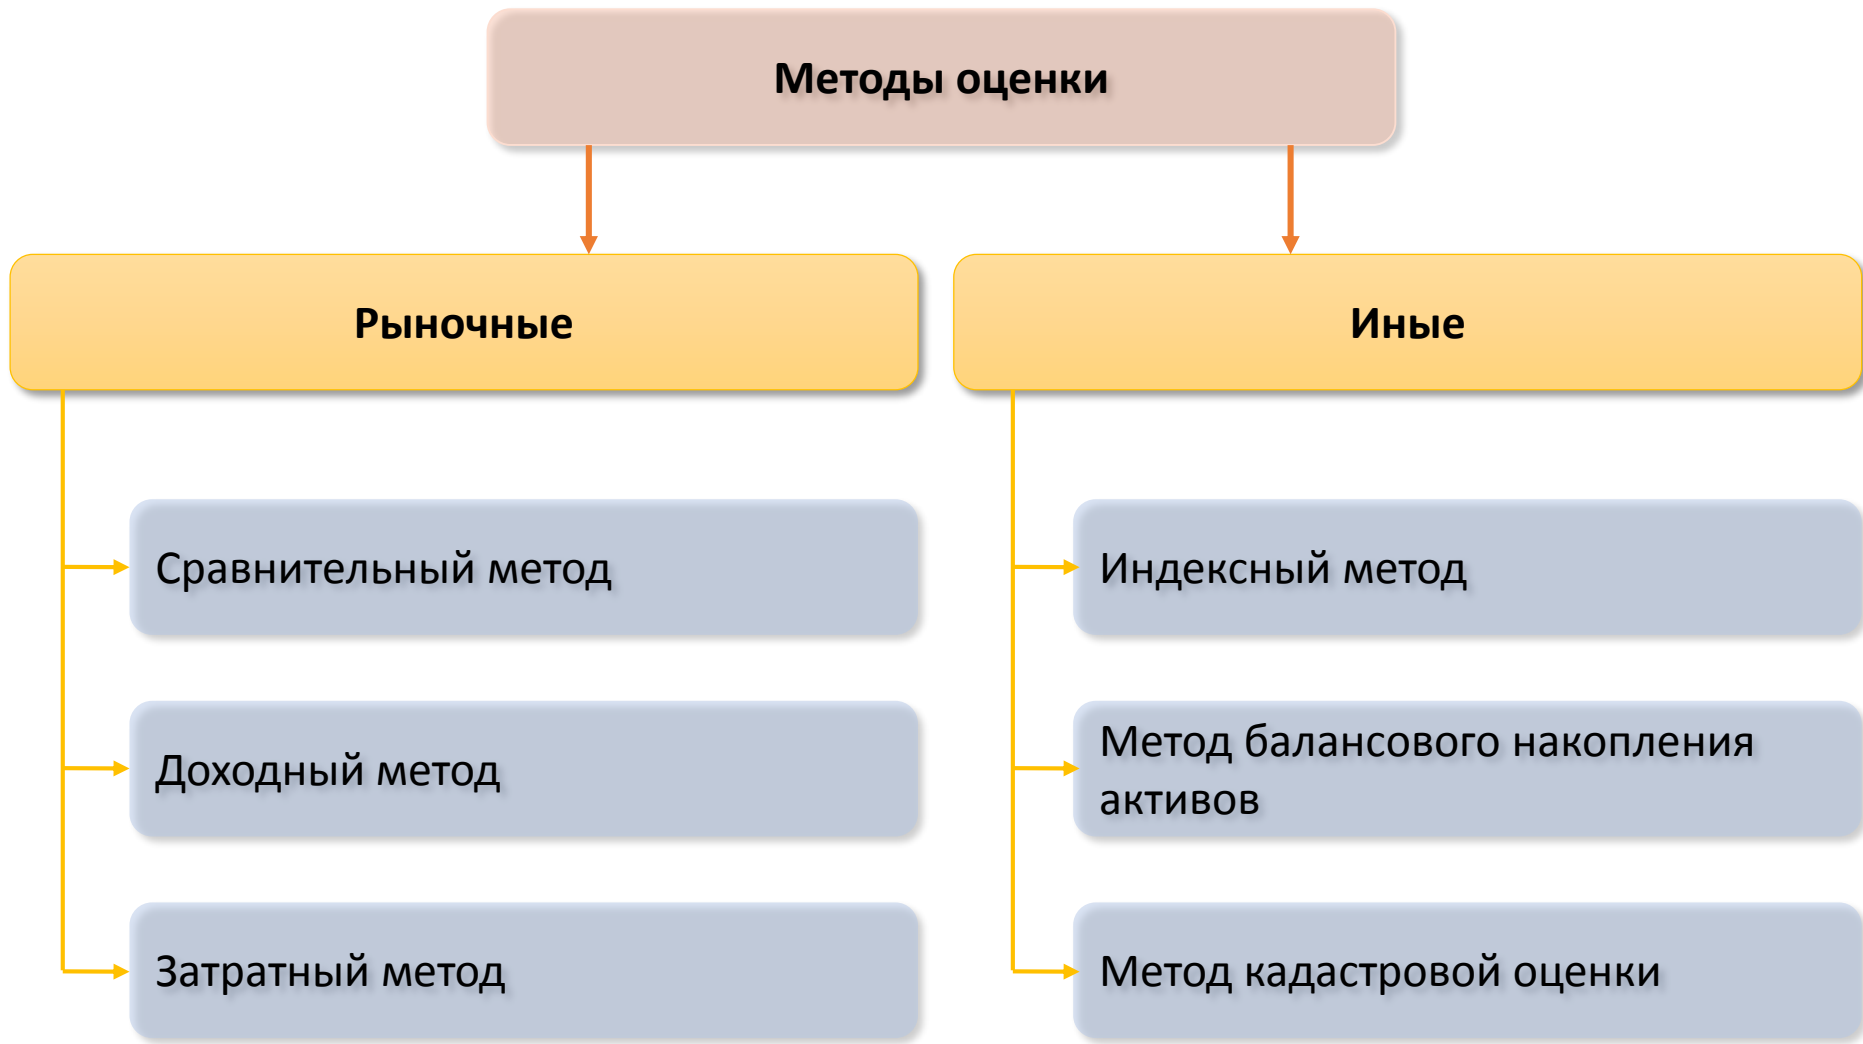 Методы оценки
Рыночные
Сравнительный метод
Доходный метод
Затратный метод
Иные
Индексный метод
Метод балансового накопления
активов
Метод кадастровой оценки